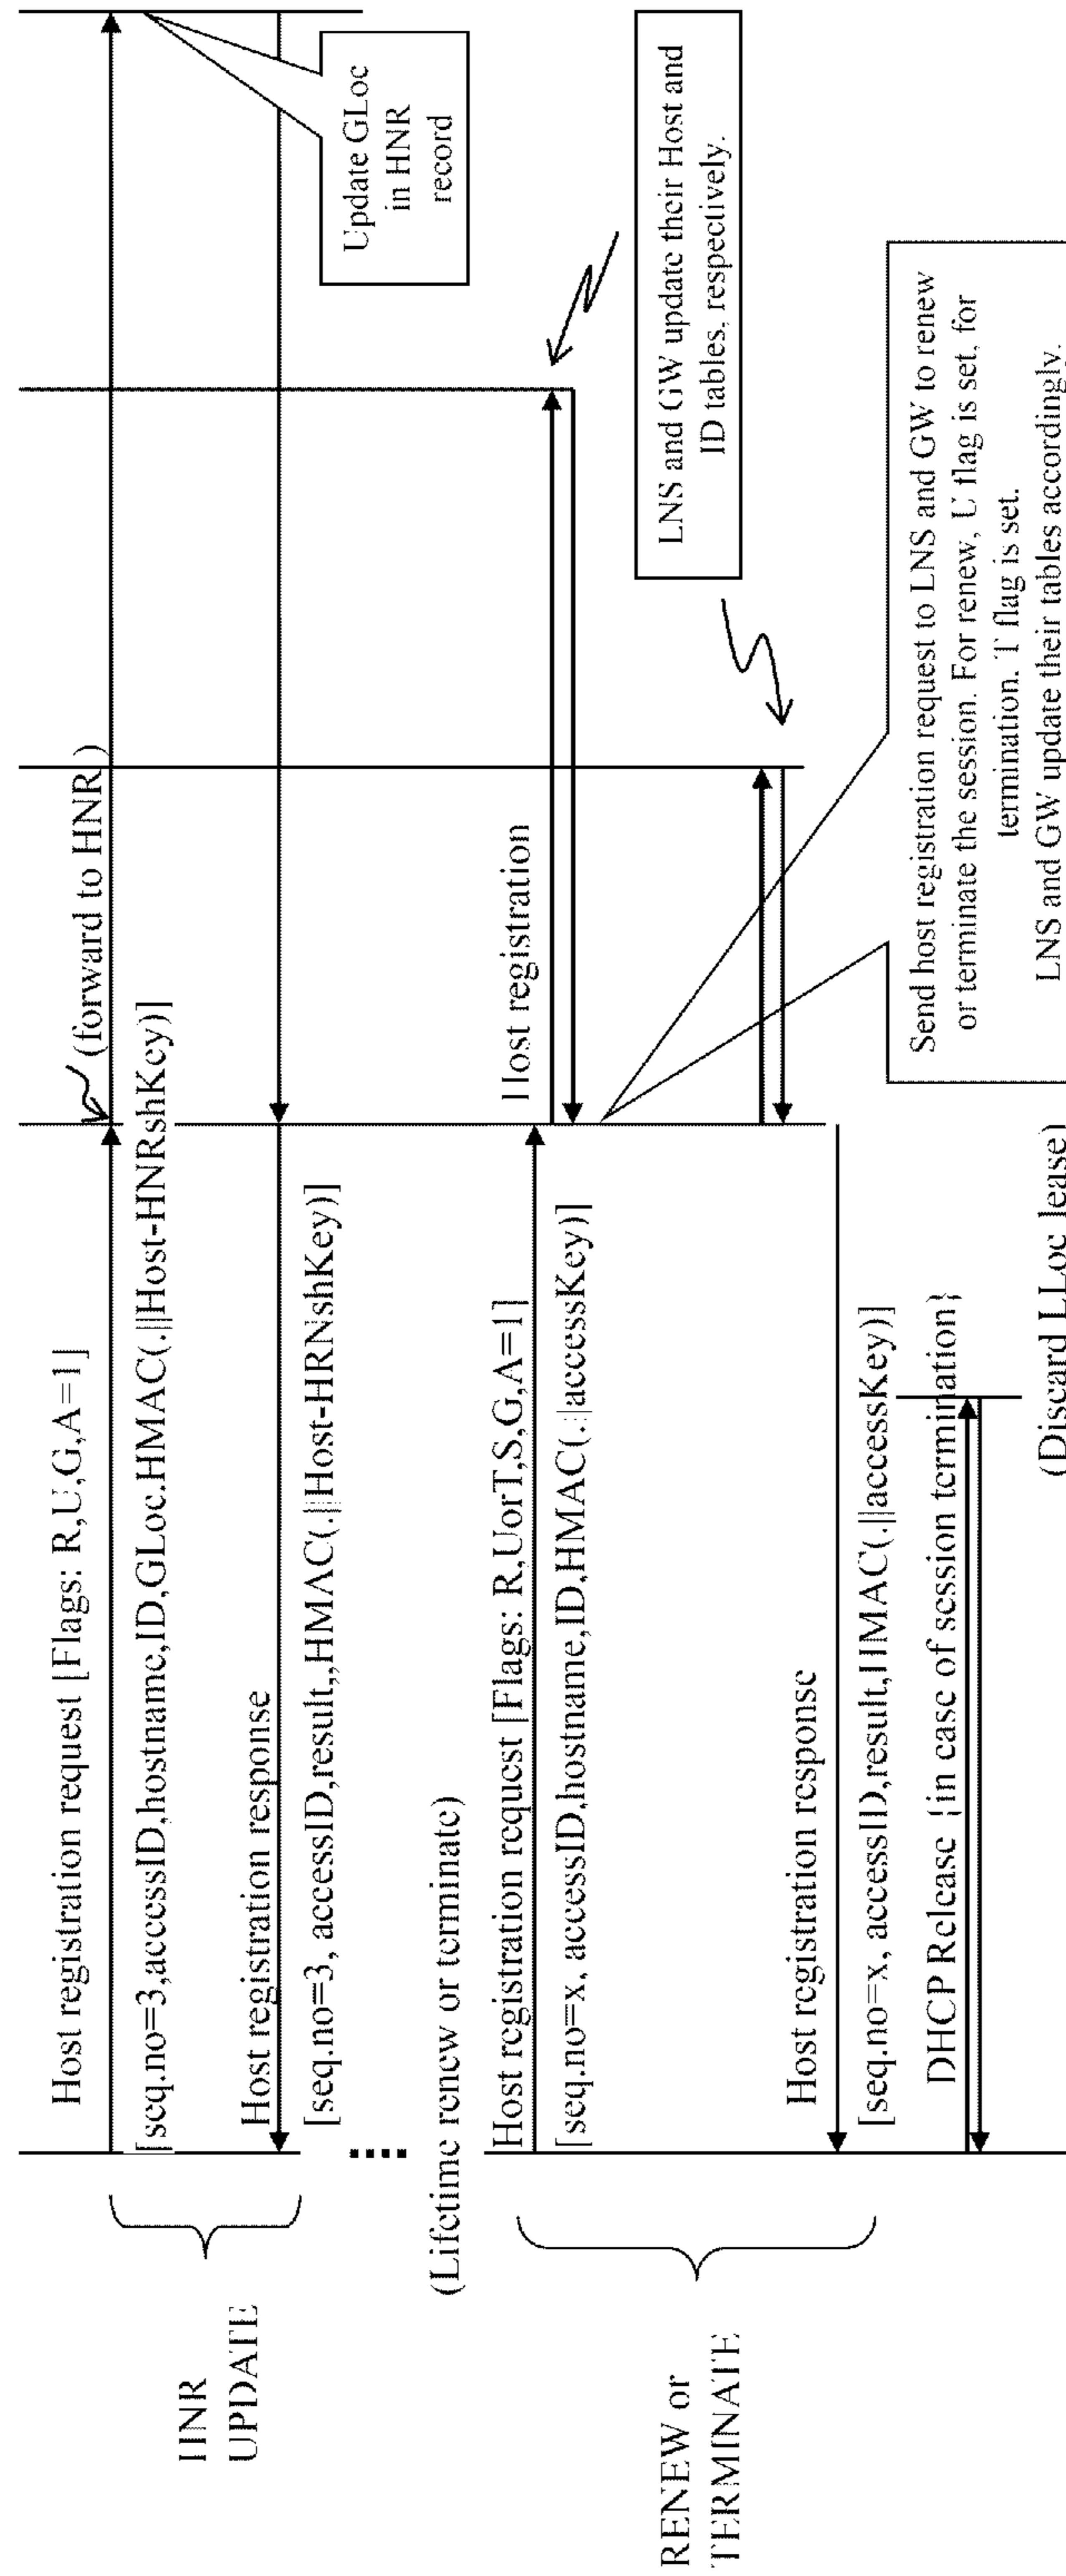 HNR
UPDATE
Host registration request [Flags: R,U,G,A=1]
(forward to HNR )
[seq.no=3,accessID,hostname,ID,GLoc.HMAC(.||Host-HNRshKey)]
Update GLoc
in HNR
record
Host registration response
[seq.no=3, accessID,result,,HMAC(.||Host-HRNshKey)]
(Lifetime renew or terminate)
RENEW or
TERMINATE
Host registration request [Flags: R,UorT,S,G,A=1]
[seq.no=x, accessID,hostname,ID,HMAC(.||accessKey)]
Host registration
LNS and GW update their Host and
ID tables, respectively.
Host registration response
[seq.no=x, accessID,result,HMAC(.||accessKey)]
Send host registration request to LNS and GW to renew
or terminate the session. For renew, U flag is set, for
termination. T flag is set.
LNS and GW update their tables accordingly.
DHCP Release {in case of session termination}
(Discard LLoc lease)